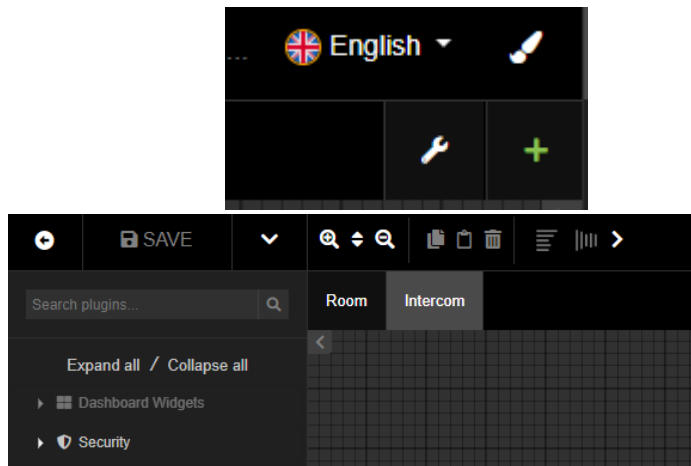 ... English
SAVE
Search plugins...
Room Intercom
Expand all / Collapse all
Dashboard Widgets
Security